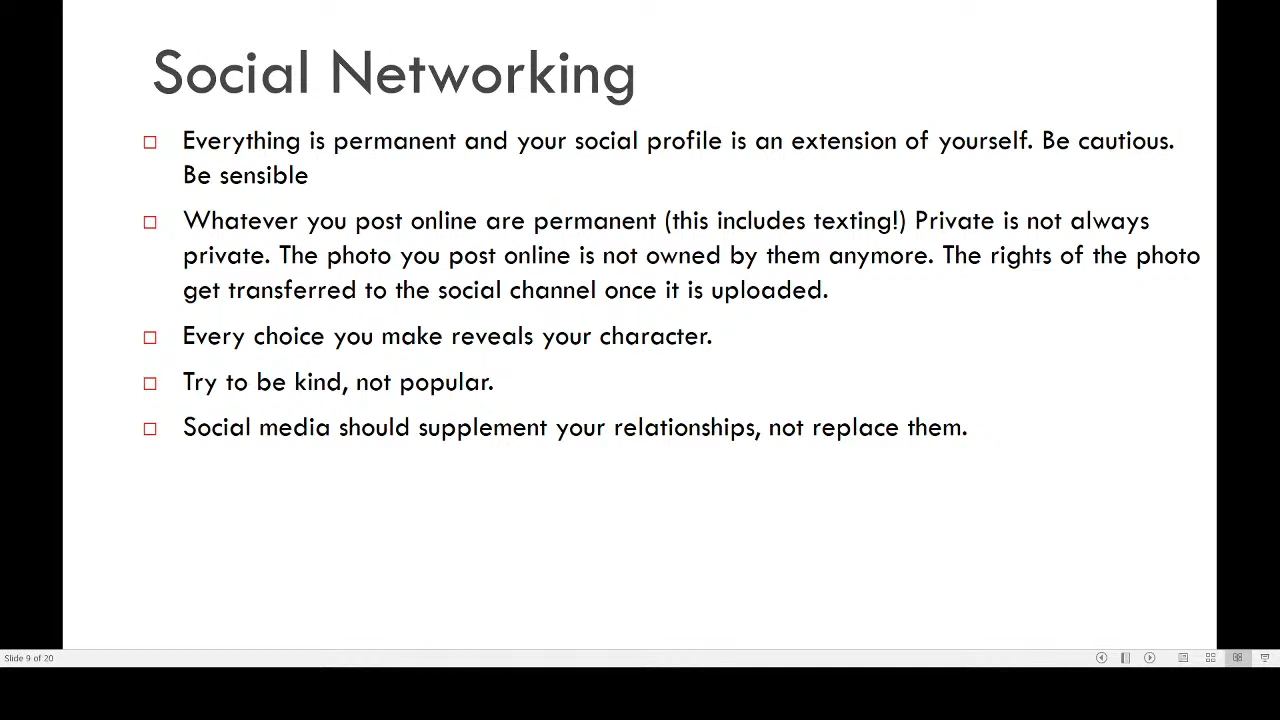 Social Networking
Everything is permanent and your social profile is an extension of yourself. Be cautious.
Be sensible
Whatever you post online are permanent (this includes texting!) Private is not always
private. The photo you post online is not owned by them anymore. The rights of the photo
get transferred to the social channel once it is uploaded.
Every choice you make reveals your character.
Try to be kind, not popular.
Social media should supplement your relationships, not replace them.
Slide 9 of 20